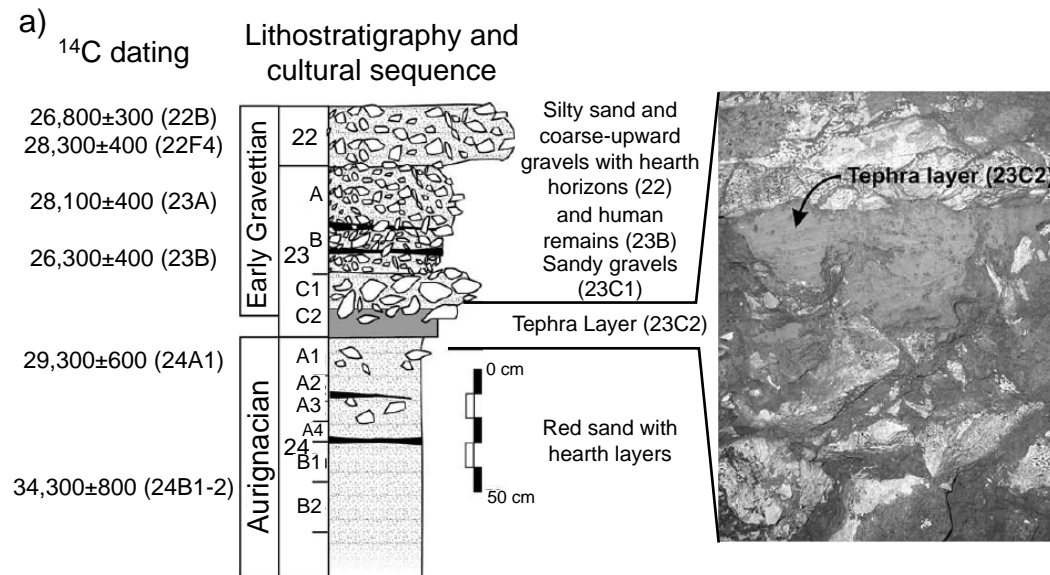 a)
14C dating
Lithostratigraphy and
cultural sequence
26,800±300 (22B)
28,300±400 (22F4)
28,100±400 (23A)
26,300±400 (23B)
29,300±600 (24A1)
34,300±800 (24B1-2)
Early Gravettian
Aurignacian
22
23
A
B
C1
C2
24
A1
A2
A3
A4
B1
B2
Silty sand and
coarse-upward
gravels with hearth
horizons (22)
and human
remains (23B)
Sandy gravels
(23C1)
Tephra Layer (23C2)
0 cm
50 cm
Red sand with
hearth layers
Tephra layer (23C2)